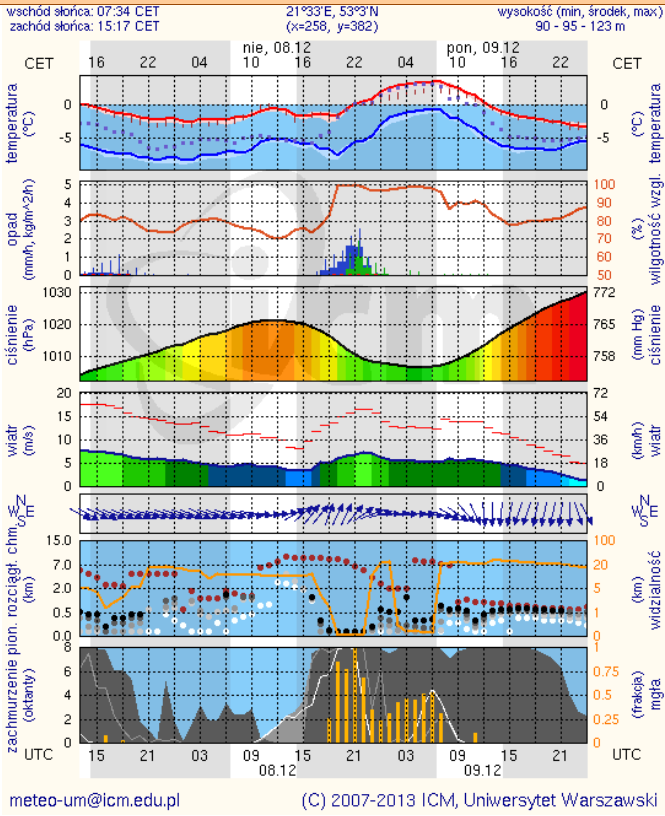 wschód słońca: 07:34 CET 21°33'E, 53°3'N wysokość (min, środek, max)
zachód słońca: 15:17 CET (x=258, y=382) 90 - 95 - 123 m
nie, 08.12 pon, 09.12
CET 16 22 04 10 16 22 04 10 16 22 CET
temperatura (°C) 0 -5 0 -5 temperatura (°C)
opad (mm/h, kg/m^2/h) 5 4 3 2 1 0 100 90 80 70 60 50 (%) wilgotność wzgl.
ciśnienie (hPa) 1030 1020 1010 772 765 758 (mm Hg) ciśnienie
wiatr (m/s) 20 15 10 5 0 72 54 36 18 0 (km/h) wiatr
N W E S N W E S
pion. rozciągł. chm. (km) 15.0 7.0 2.0 0.5 0.0 100 20 5 1 0 (km) widzialność
zachmurzenie (oktanty) 8 6 4 2 0 1 0.75 0.5 0.25 0 (frakcja) mgła
UTC 15 21 03 09 15 21 03 09 15 21 UTC
08.12 09.12
icm
meteo-um@icm.edu.pl (C) 2007-2013 ICM, Uniwersytet Warszawski